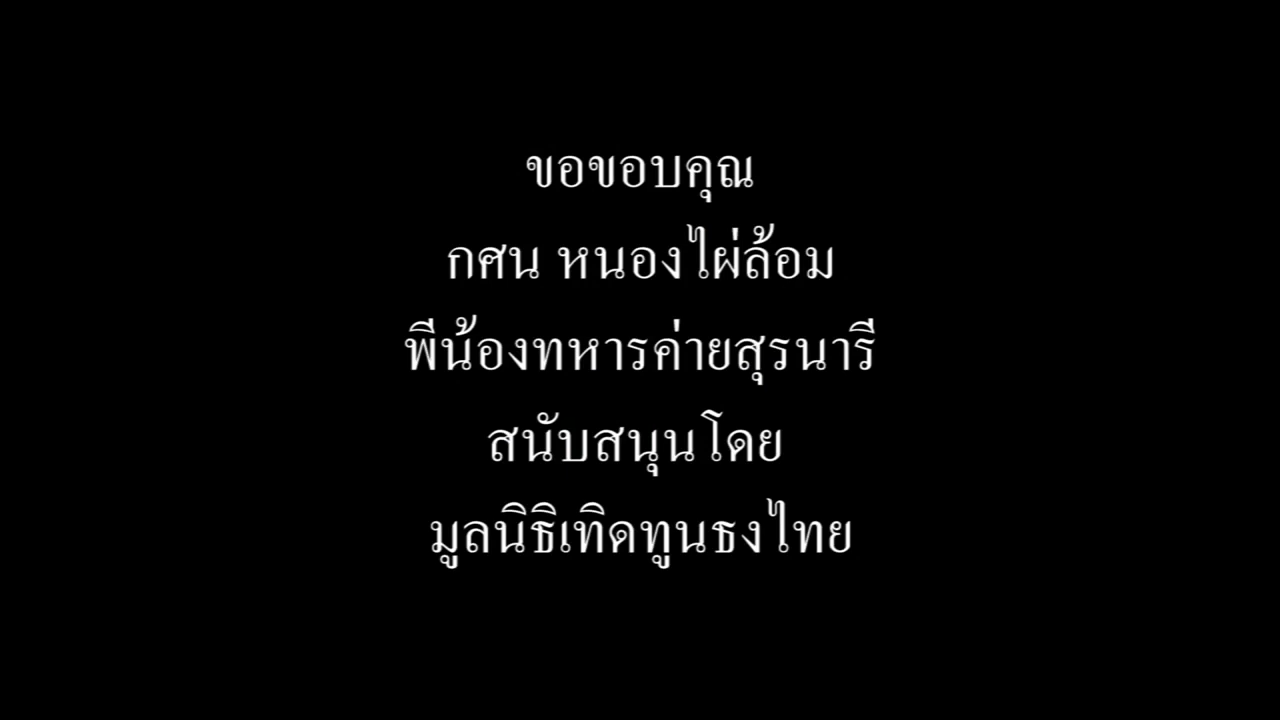 ขอขอบคุณ
กศน หนองไผ่ล้อม
พีน้องทหารค่ายสุรนารี
สนับสนุนโดย
มูลนิธิเทิดทูนธงไทย